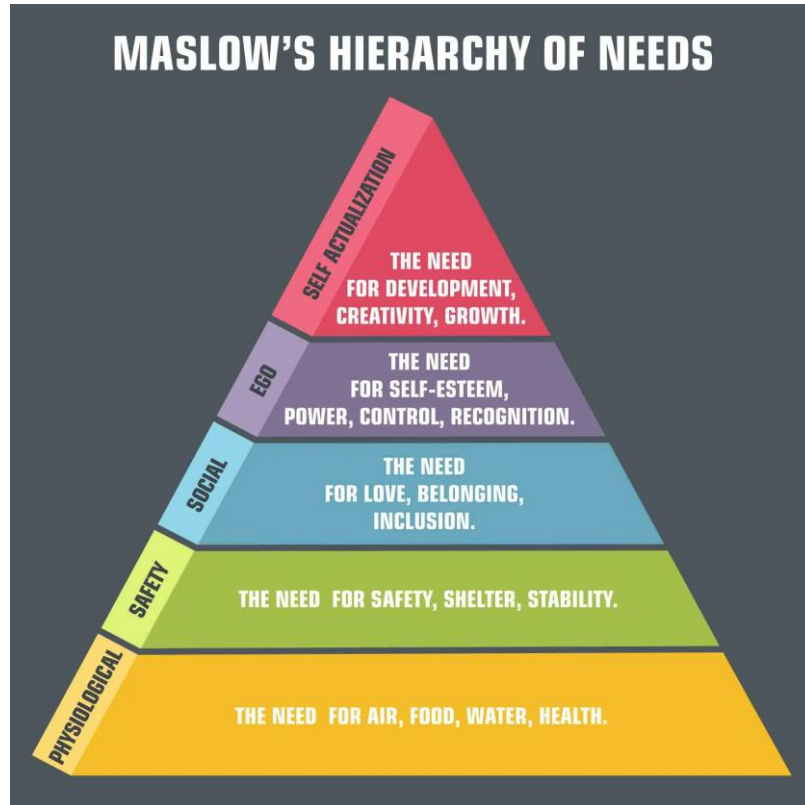 MASLOW'S HIERARCHY OF NEEDS
SELF ACTUALIZATION
THE NEED
FOR DEVELOPMENT,
CREATIVITY, GROWTH.
EGO
THE NEED
FOR SELF-ESTEEM,
POWER, CONTROL, RECOGNITION.
SOCIAL
THE NEED
FOR LOVE, BELONGING,
INCLUSION.
SAFETY
THE NEED FOR SAFETY, SHELTER, STABILITY.
PHYSIOLOGICAL
THE NEED FOR AIR, FOOD, WATER, HEALTH.